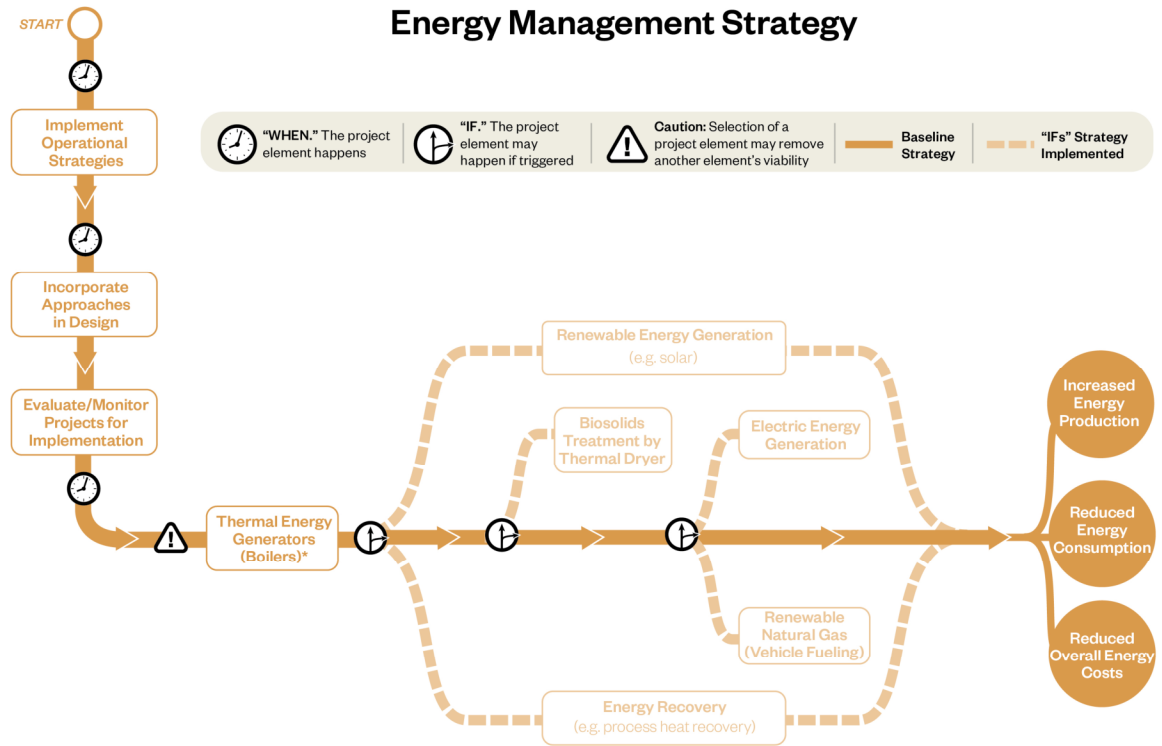 Energy Management Strategy
START
“WHEN.” The project
element happens
“IF.” The project
element may
happen if triggered
Caution: Selection of a
project element may remove
another element’s viability
Baseline
Strategy
“IFs” Strategy
Implemented
Implement
Operational
Strategies
Incorporate
Approaches
in Design
Evaluate/Monitor
Projects for
Implementation
Thermal Energy
Generators
(Boilers)*
Renewable Energy Generation
(e.g. solar)
Biosolids
Treatment by
Thermal Dryer
Electric Energy
Generation
Renewable
Natural Gas
(Vehicle Fueling)
Energy Recovery
(e.g. process heat recovery)
Increased
Energy
Production
Reduced
Energy
Consumption
Reduced
Overall Energy
Costs